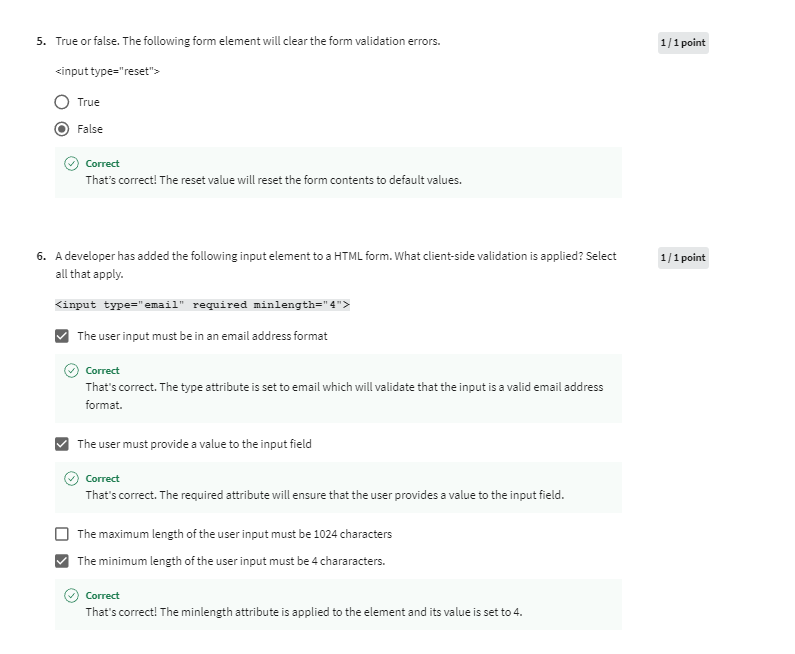 5. True or false. The following form element will clear the form validation errors.
1 / 1 point
<input type="reset">
True
False
Correct
That's correct! The reset value will reset the form contents to default values.
6. A developer has added the following input element to a HTML form. What client-side validation is applied? Select
all that apply.
1 / 1 point
<input type="email" required minlength="4">
The user input must be in an email address format
Correct
That's correct. The type attribute is set to email which will validate that the input is a valid email address
format.
The user must provide a value to the input field
Correct
That's correct. The required attribute will ensure that the user provides a value to the input field.
The maximum length of the user input must be 1024 characters
The minimum length of the user input must be 4 chararacters.
Correct
That's correct! The minlength attribute is applied to the element and its value is set to 4.